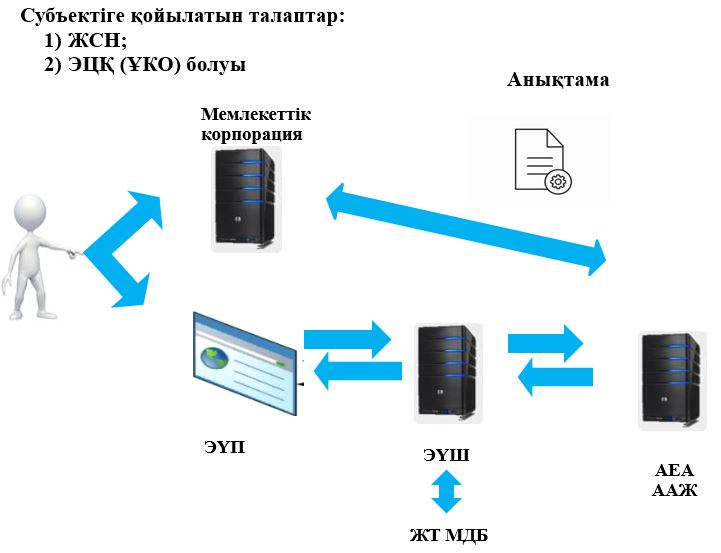 Субъектіге қойылатын талаптар:
1) ЖСН;
2) ЭЦҚ (ҰКО) болуы
Анықтама
Мемлекеттік
корпорация
ЭҮП
ЭҮШ
АЕА
ААЖ
ЖТ МДБ